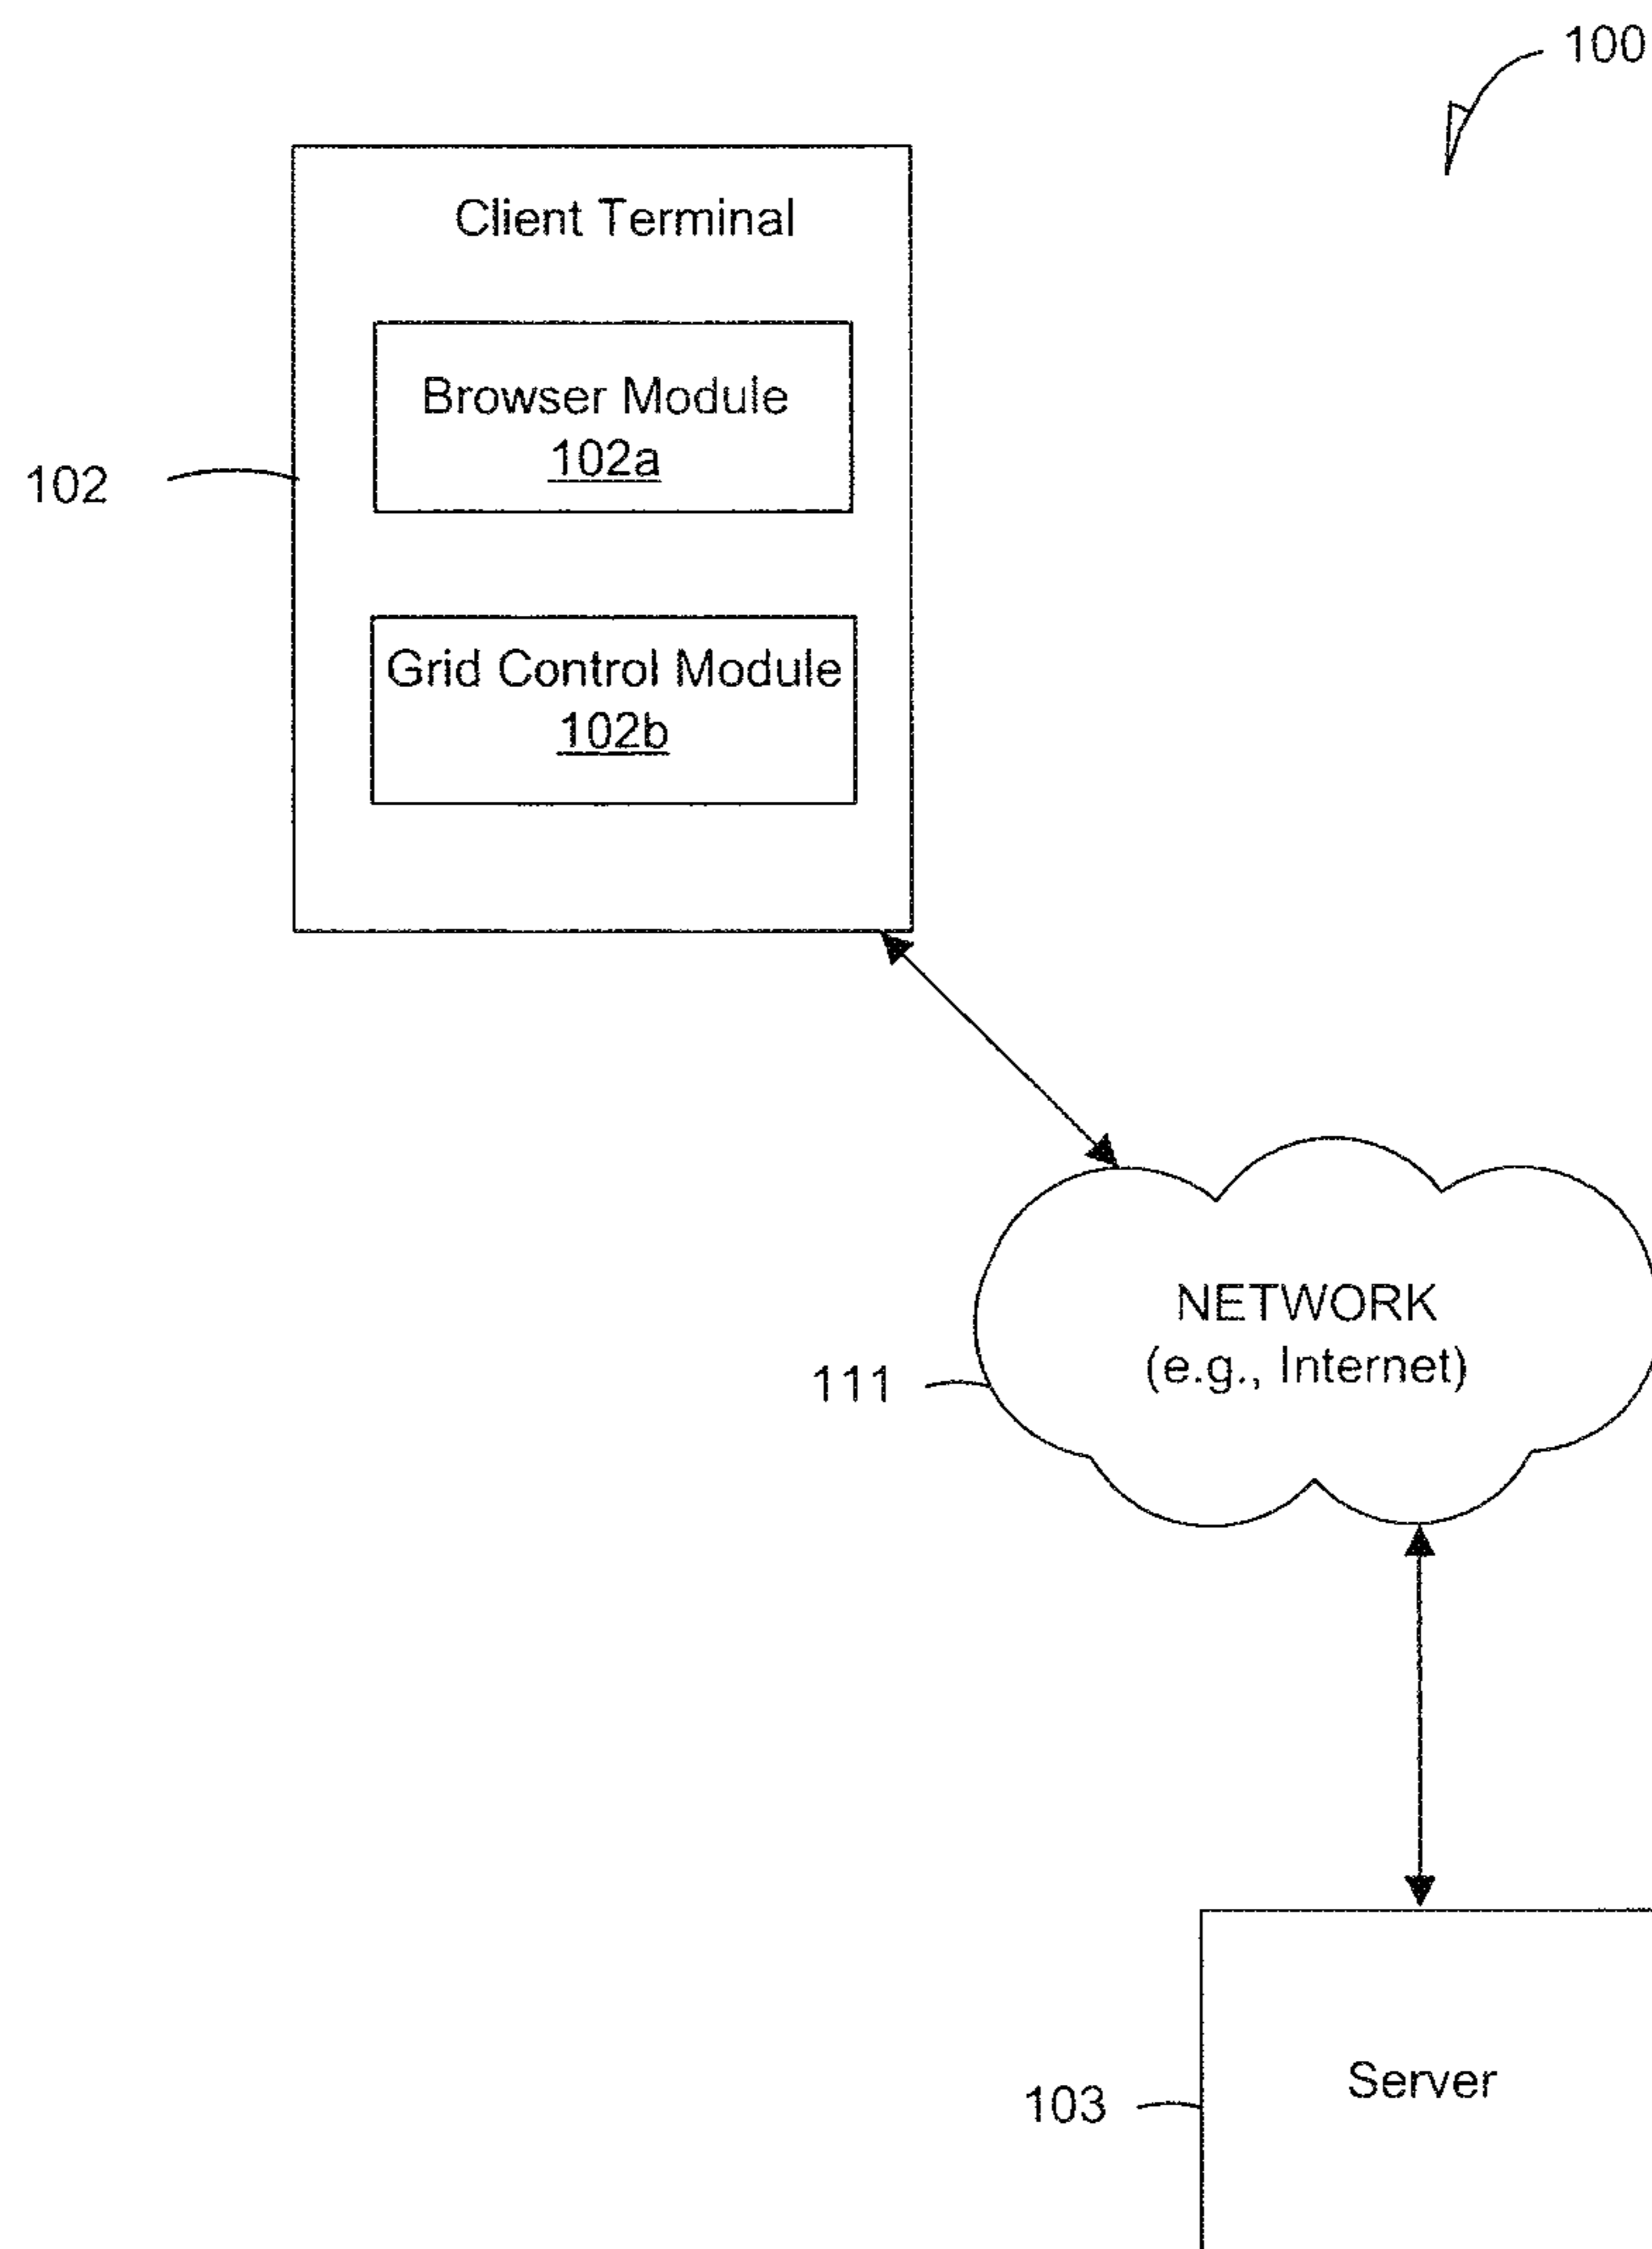 100
Client Terminal
Browser Module
102a
102
Grid Control Module
102b
NETWORK
(e.g., Internet)
111
Server
103